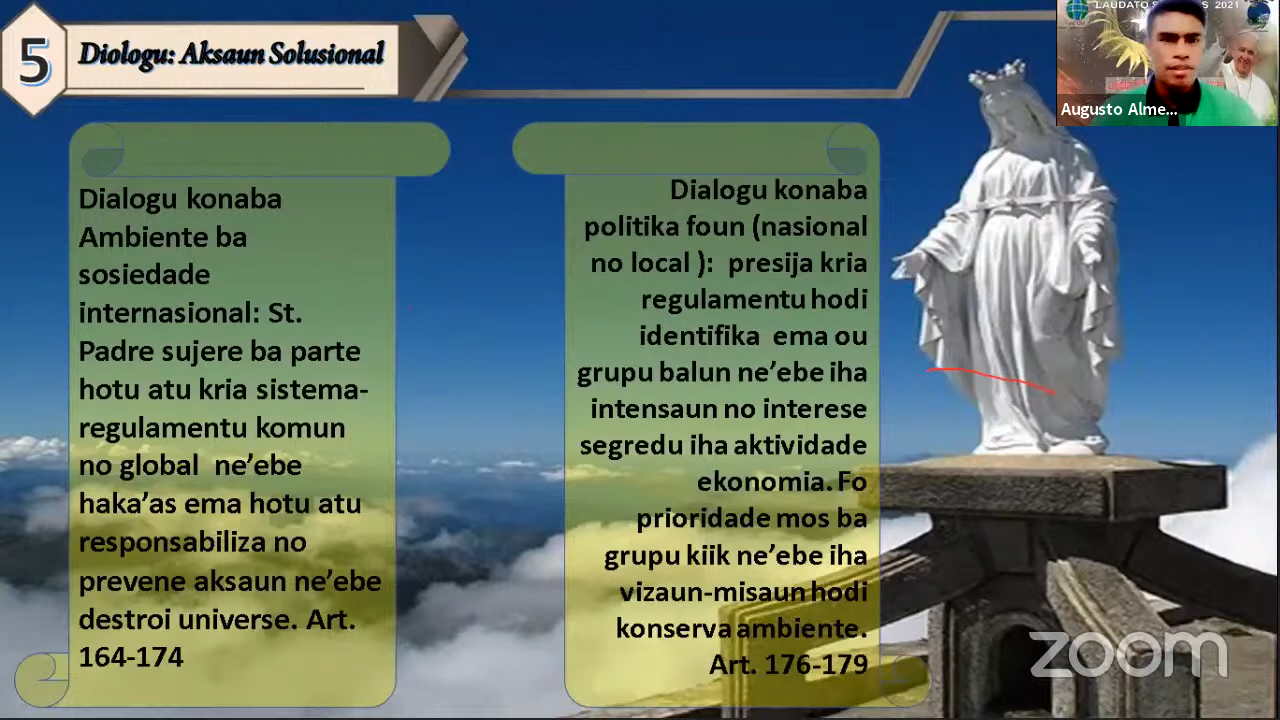 5
Diologu: Aksaun Solusional
Dialogu konaba
Ambiente ba
sosiedade
internasional: St.
Padre sujere ba parte
hotu atu kria sistema-
regulamentu komun
no global ne’ebe
haka’as ema hotu atu
responsabiliza no
prevene aksaun ne’ebe
destroi universe. Art.
164-174
Dialogu konaba
politika foun (nasional
no local ): presija kria
regulamentu hodi
identifika ema ou
grupu balun ne’ebe iha
intensaun no interese
segredu iha aktividade
ekonomia. Fo
prioridade mos ba
grupu kiik ne’ebe iha
vizaun-misaun hodi
konserva ambiente.
Art. 176-179
LAUDATO 2021
Augusto Alme...
zoom